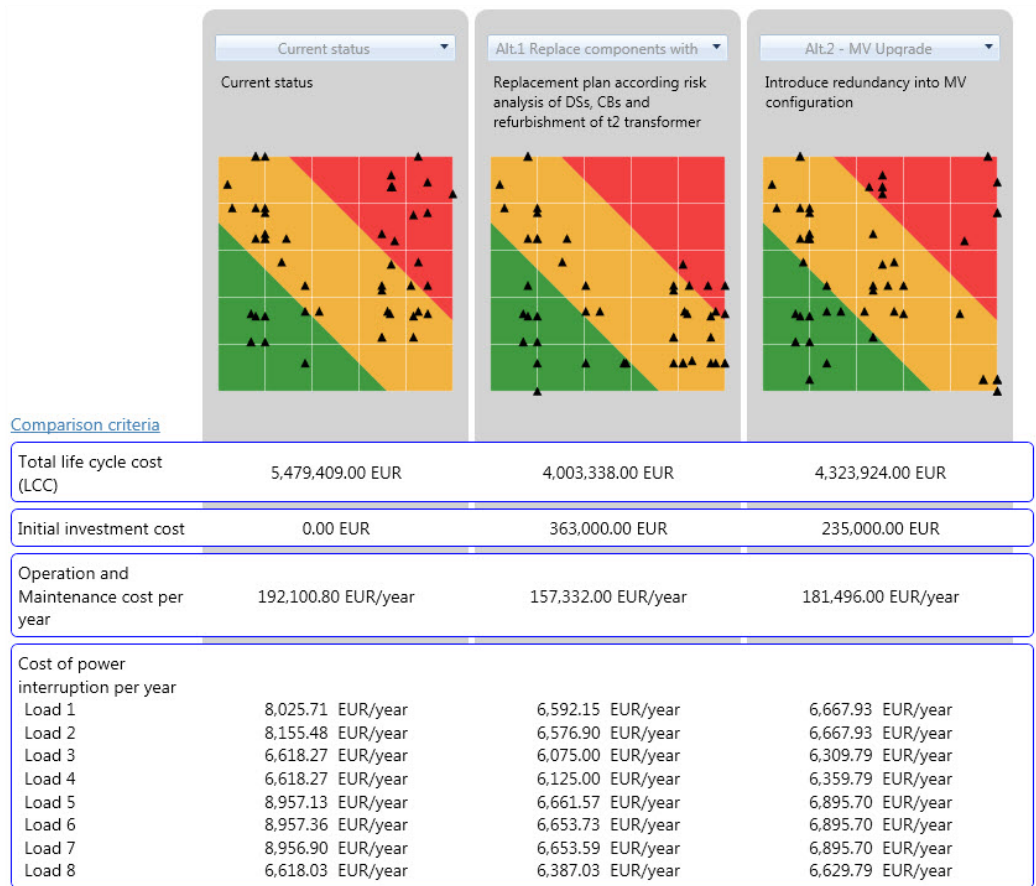 Current status
Alt.1 Replace components with
Alt.2 - MV Upgrade
Current status
Replacement plan according risk
analysis of DSs, CBs and
refurbishment of t2 transformer
Introduce redundancy into MV
configuration
Comparison criteria
Total life cycle cost
(LCC)
5,479,409.00 EUR
4,003,338.00 EUR
4,323,924.00 EUR
Initial investment cost
0.00 EUR
363,000.00 EUR
235,000.00 EUR
Operation and
Maintenance cost per
year
192,100.80 EUR/year
157,332.00 EUR/year
181,496.00 EUR/year
Cost of power
interruption per year
Load 1 8,025.71 EUR/year 6,592.15 EUR/year 6,667.93 EUR/year
Load 2 8,155.48 EUR/year 6,576.90 EUR/year 6,667.93 EUR/year
Load 3 6,618.27 EUR/year 6,075.00 EUR/year 6,309.79 EUR/year
Load 4 6,618.27 EUR/year 6,125.00 EUR/year 6,359.79 EUR/year
Load 5 8,957.13 EUR/year 6,661.57 EUR/year 6,895.70 EUR/year
Load 6 8,957.36 EUR/year 6,653.73 EUR/year 6,895.70 EUR/year
Load 7 8,956.90 EUR/year 6,653.59 EUR/year 6,895.70 EUR/year
Load 8 6,618.03 EUR/year 6,387.03 EUR/year 6,629.79 EUR/year